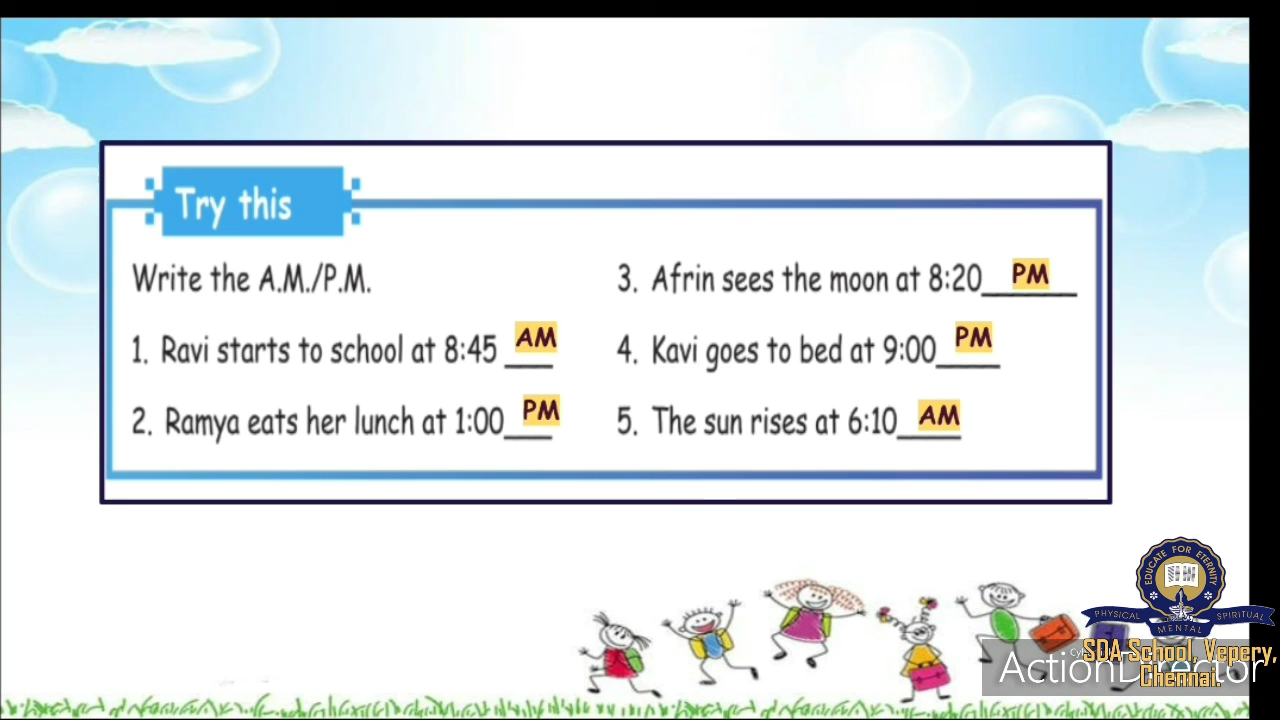 Try this
Write the A.M./P.M.
1. Ravi starts to school at 8:45 AM
2. Ramya eats her lunch at 1:00 PM
3. Afrin sees the moon at 8:20 PM
4. Kavi goes to bed at 9:00 PM
5. The sun rises at 6:10 AM
EDUCATE FOR ETERNITY
PHYSICAL MENTAL SPIRITUAL
SDA School, Vepery,
Chennai.
ActionDirector